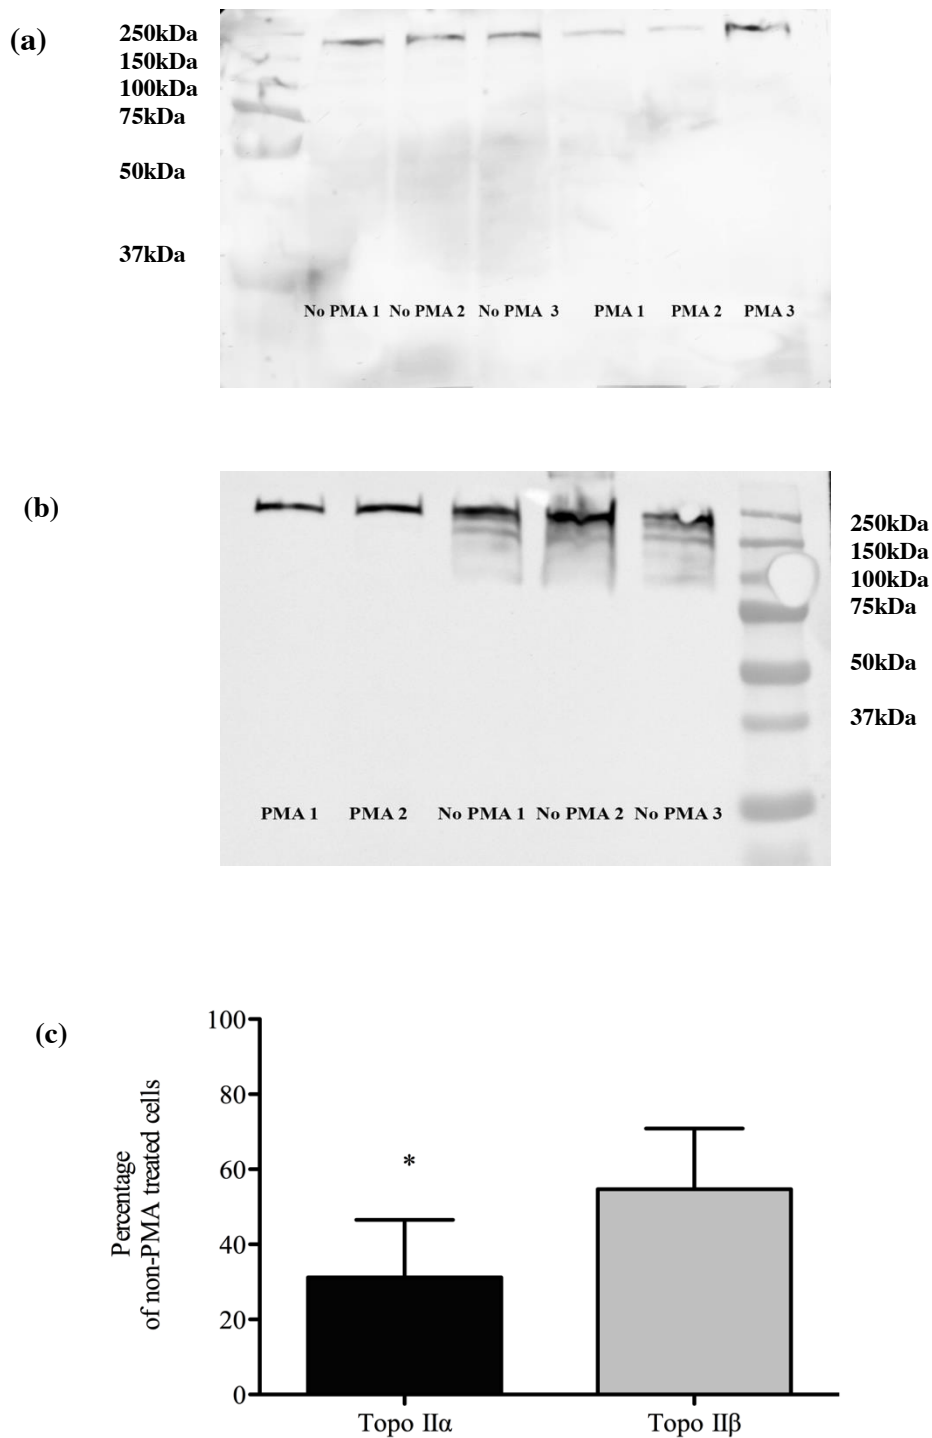 (a)
250kDa
150kDa
100kDa
75kDa
50kDa
37kDa
No PMA 1 No PMA 2 No PMA 3 PMA 1 PMA 2 PMA 3
(b)
250kDa
150kDa
100kDa
75kDa
50kDa
37kDa
PMA 1 PMA 2 No PMA 1 No PMA 2 No PMA 3
(c)
Percentage
of non-PMA treated cells
100
80
60
40
20
0
*
Topo IIα Topo IIβ